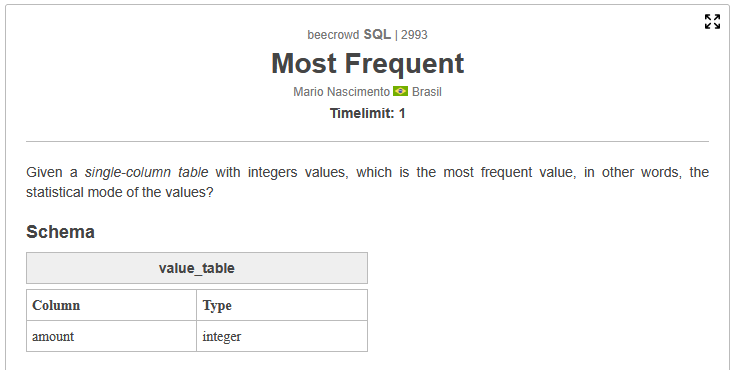 beecrowd SQL | 2993
Most Frequent
Mario Nascimento Brasil
Timelimit: 1
Given a single-column table with integers values, which is the most frequent value, in other words, the
statistical mode of the values?
Schema
value_table
Column Type
amount integer